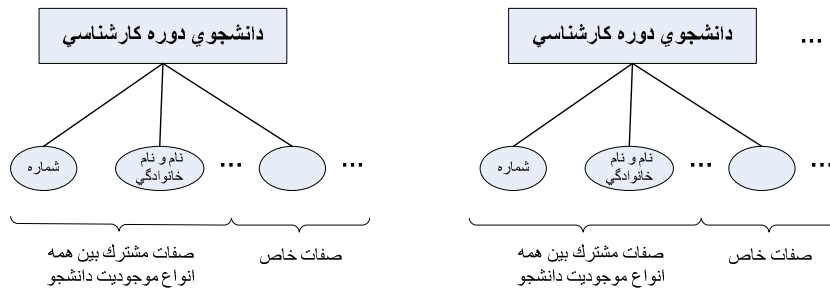 دانشجوي دوره كارشناسي
دانشجوي دوره كارشناسي
...
شماره
نام و نام
خانوادگي
...
...
شماره
نام و نام
خانوادگي
...
...
صفات مشترك بين همه
انواع موجوديت دانشجو
صفات خاص
صفات مشترك بين همه
انواع موجوديت دانشجو
صفات خاص